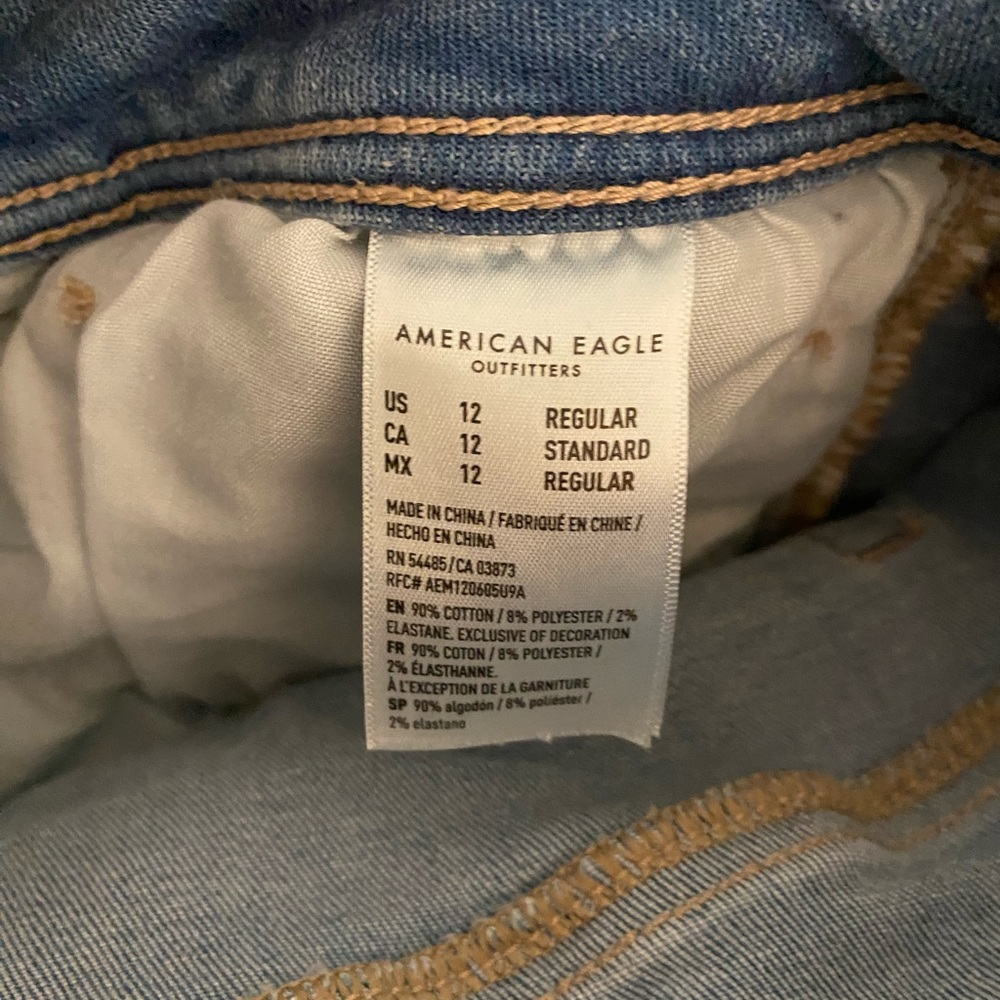 AMERICAN EAGLE
OUTFITTERS
US 12 REGULAR
CA 12 STANDARD
MX 12 REGULAR
MADE IN CHINA / FABRIQUÉ EN CHINE /
HECHO EN CHINA
RN 54485/CA 03873
RFC# AEM120605U9A
EN 90% COTTON / 8% POLYESTER / 2%
ELASTANE. EXCLUSIVE OF DECORATION
FR 90% COTON / 8% POLYESTER /
2% ÉLASTHANNE.
À L'EXCEPTION DE LA GARNITURE
SP 90% algodón / 8% poliéster /
2% elastano